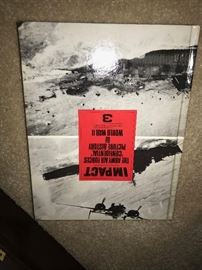 IMPACT
THE ARMY AIR FORCES'
'CONFIDENTIAL'
PICTURE HISTORY
OF
WORLD WAR II
3